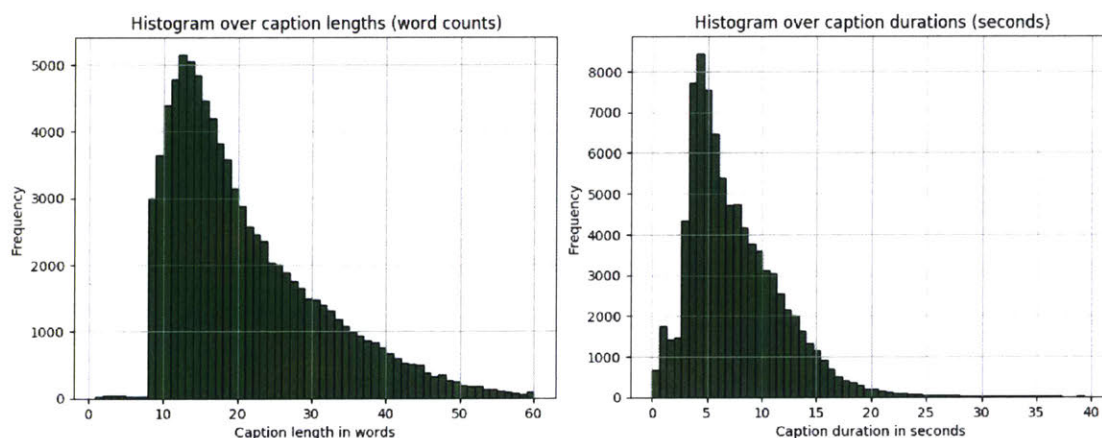 Histogram over caption lengths (word counts)
5000
4000
3000
2000
1000
0
Frequency
0 10 20 30 40 50 60
Caption length in words
Histogram over caption durations (seconds)
8000
7000
6000
5000
4000
3000
2000
1000
0
Frequency
0 5 10 15 20 25 30 35 40
Caption duration in seconds